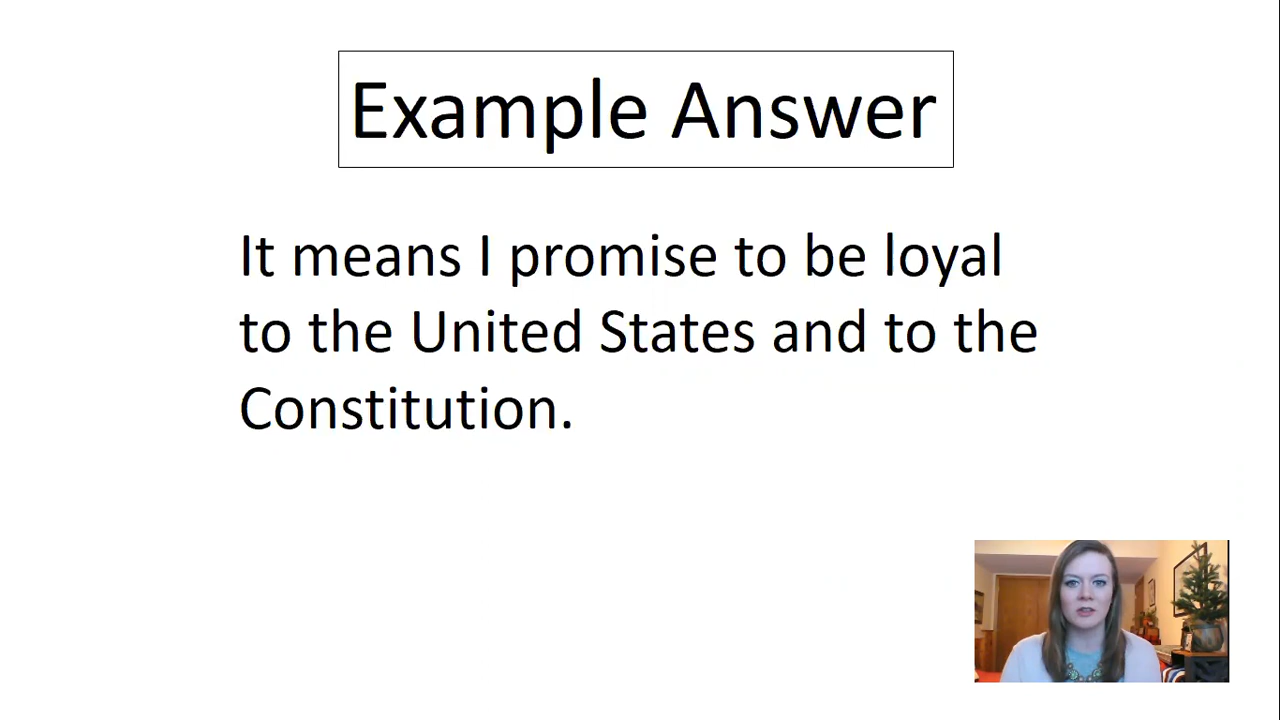 Example Answer
It means I promise to be loyal
to the United States and to the
Constitution.